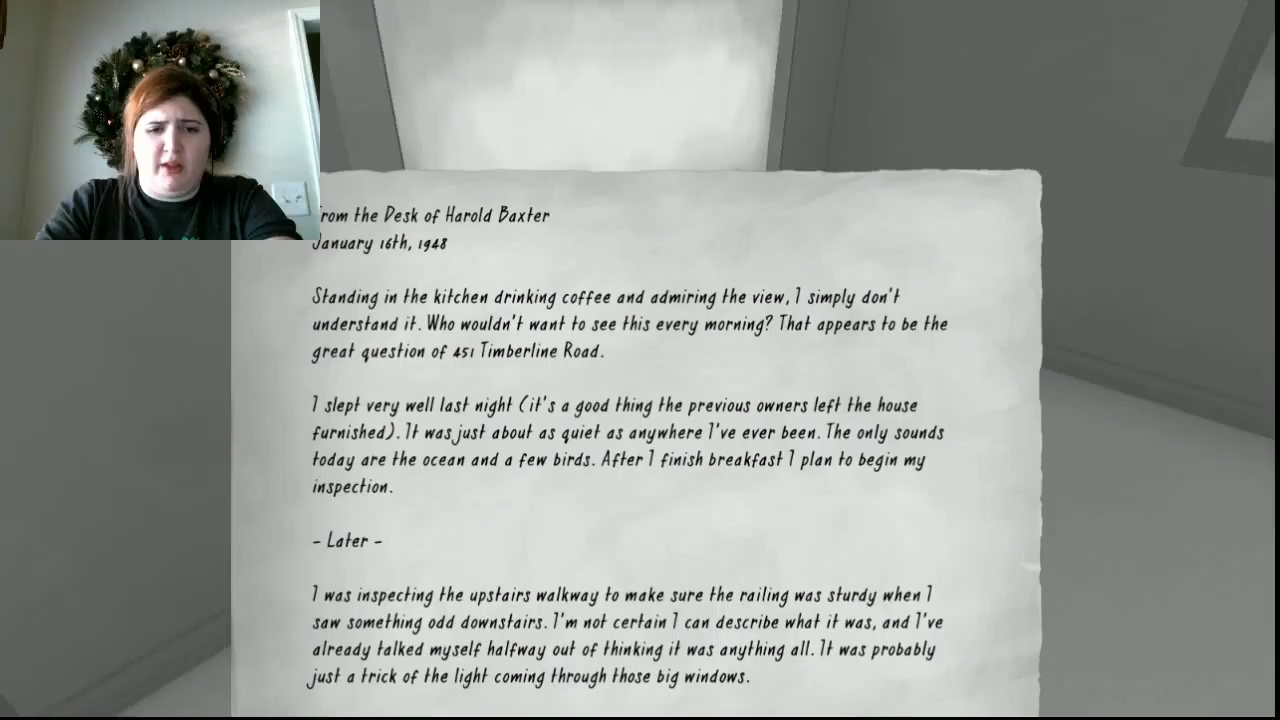 rom the Desk of Harold Baxter
January 16th, 1948
Standing in the kitchen drinking coffee and admiring the view, I simply don't
understand it. Who wouldn't want to see this every morning? That appears to be the
great question of 451 Timberline Road.
I slept very well last night (it's a good thing the previous owners left the house
furnished). It was just about as quiet as anywhere I've ever been. The only sounds
today are the ocean and a few birds. After I finish breakfast I plan to begin my
inspection.
- Later -
I was inspecting the upstairs walkway to make sure the railing was sturdy when I
saw something odd downstairs. I'm not certain I can describe what it was, and I've
already talked myself halfway out of thinking it was anything all. It was probably
just a trick of the light coming through those big windows.